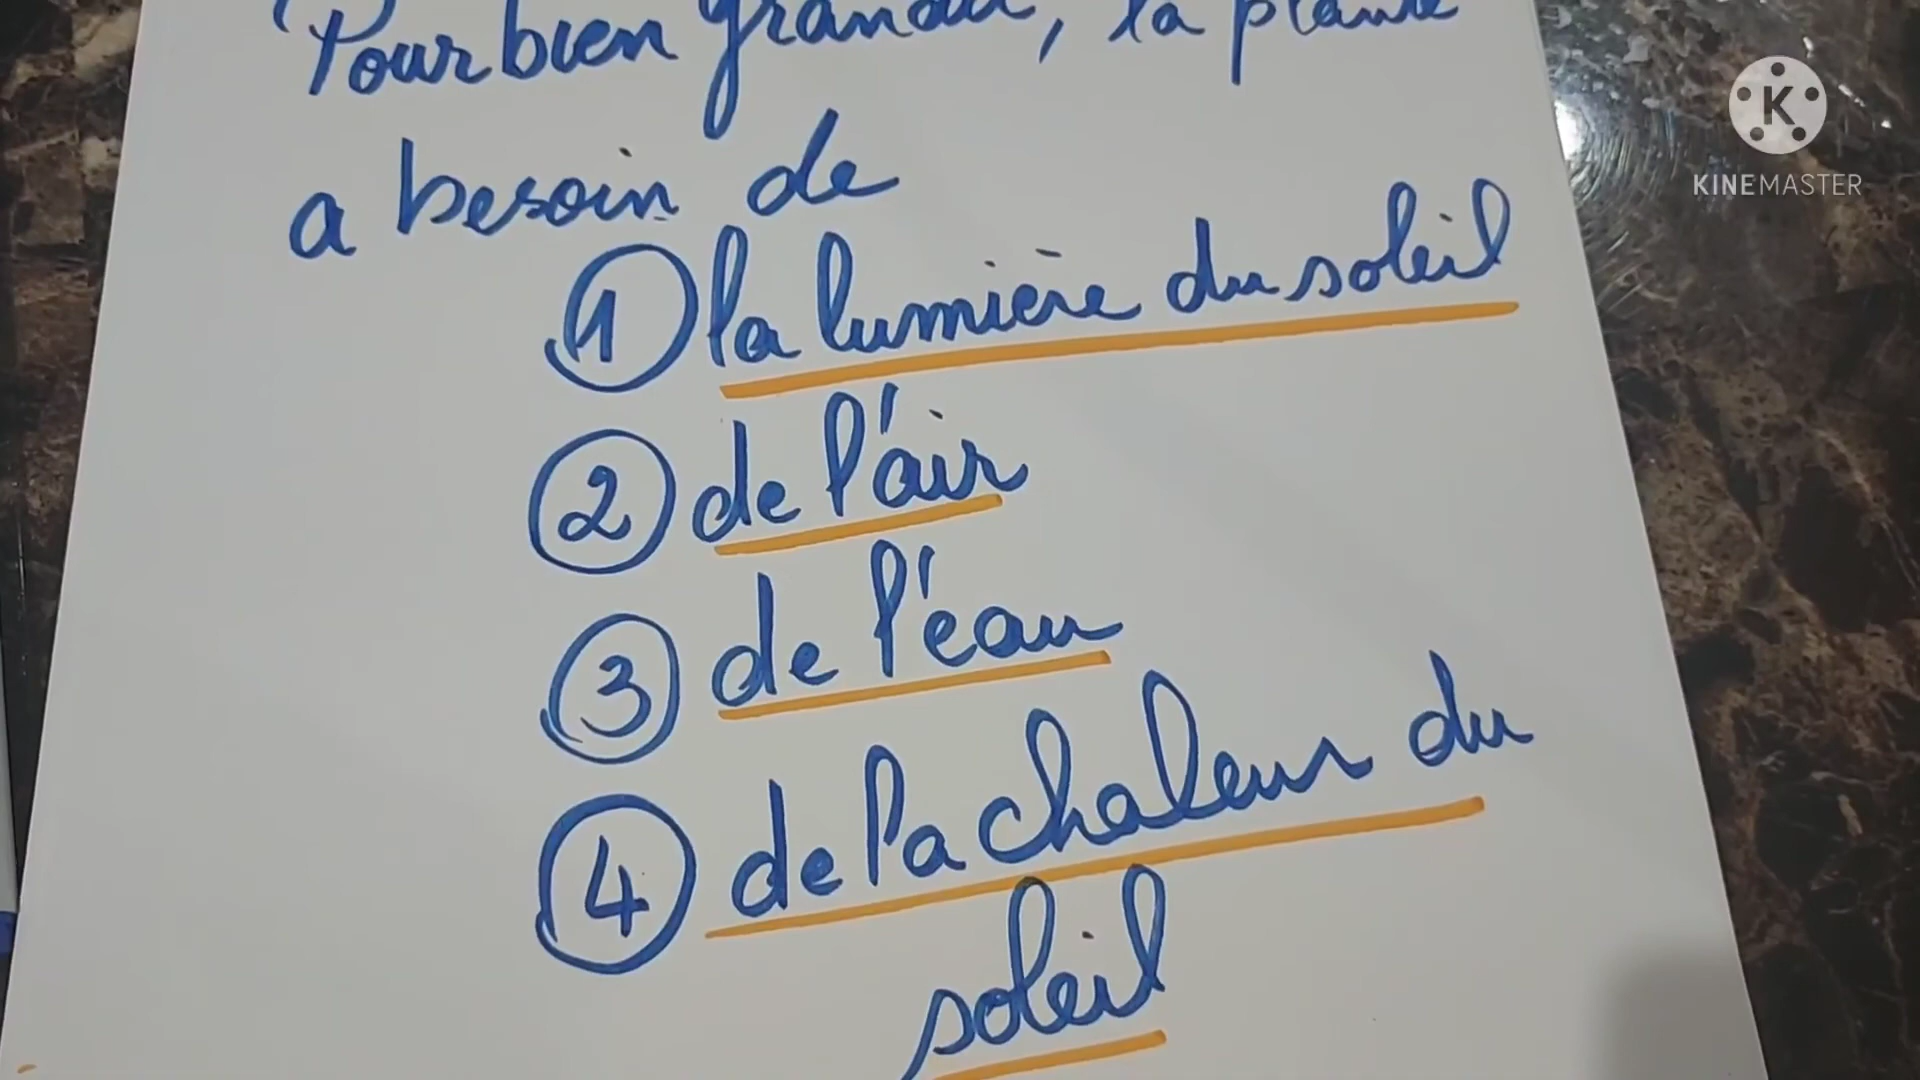 Pour bien grandir, la plante
a besoin de
① la lumière du soleil
② de l'air
③ de l'eau
④ de la chaleur du
soleil
KINEMASTER